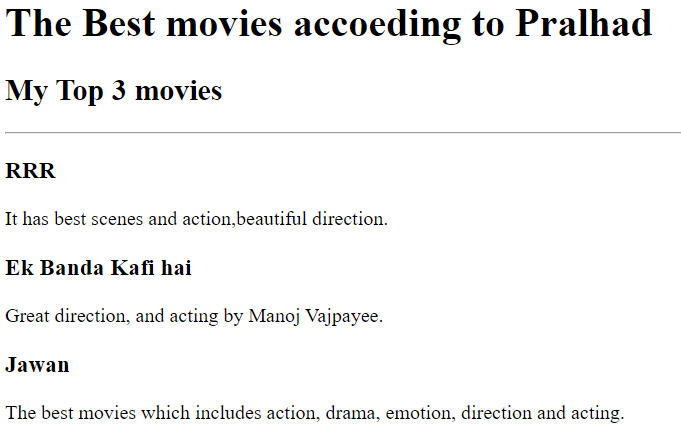 The Best movies accoeding to Pralhad
My Top 3 movies
RRR
It has best scenes and action,beautiful direction.
Ek Banda Kafi hai
Great direction, and acting by Manoj Vajpayee.
Jawan
The best movies which includes action, drama, emotion, direction and acting.